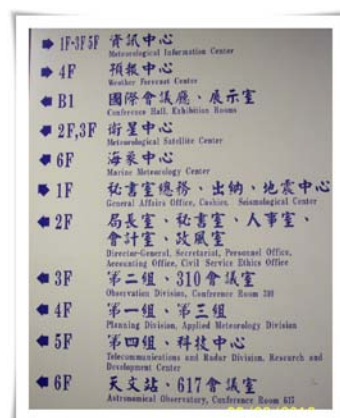 ➡ 1F-3F 5F 資訊中心
Meteorological Information Center
➡ 4F 預報中心
Weather Forecast Center
⬅ B1 國際會議廳、展示室
Conference Hall, Exhibition Rooms
⬅ 2F,3F 衛星中心
Meteorological Satellite Center
⬅ 6F 海象中心
Marine Meteorology Center
1F 秘書室總務、出納、地震中心
General Affairs Office, Cashier, Seismological Center
⬅ 2F 局長室、秘書室、人事室、
會計室、政風室
Director-General, Secretariat, Personnel Office,
Accounting Office, Civil Service Ethics Office
⬅ 3F 第二組、310會議室
Observation Division, Conference Room 310
⬅ 4F 第一組、第三組
Planning Division, Applied Meteorology Division
⬅ 5F 第四組、科技中心
Telecommunications and Radar Division, Research and
Development Center
⬅ 6F 天文站、617會議室
Astronomical Observatory, Conference Room 617